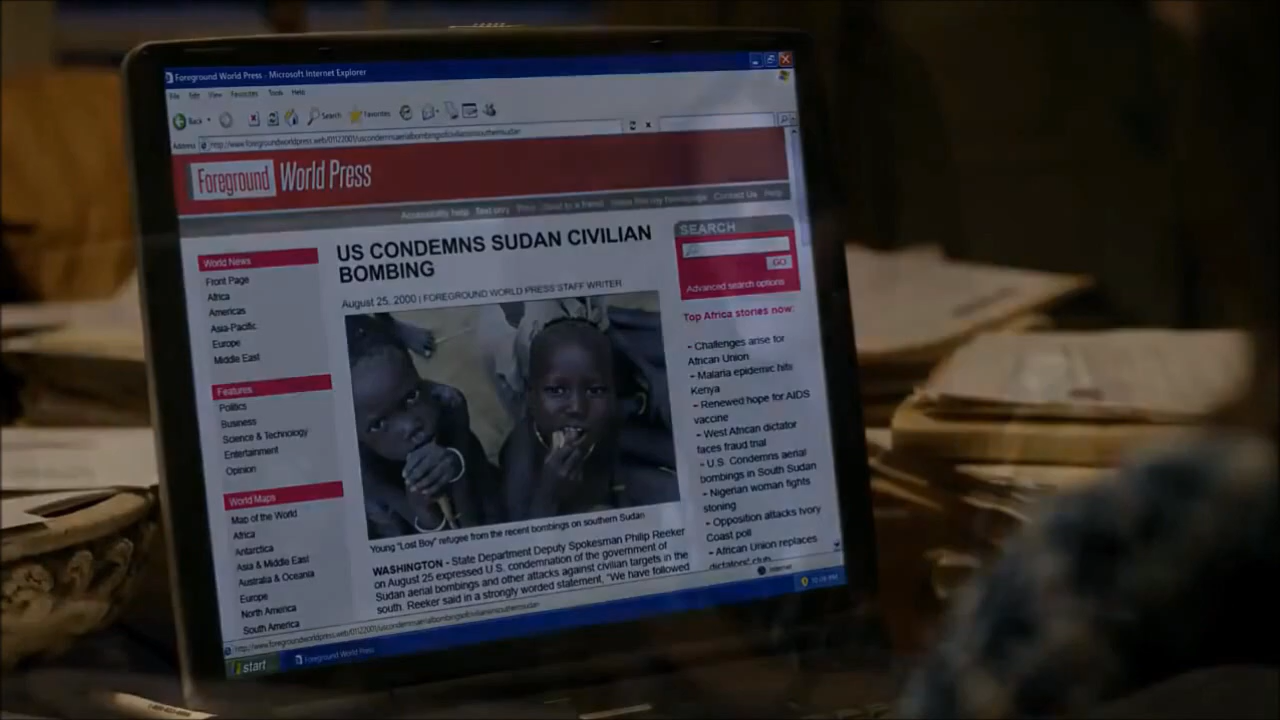 Foreground World Press - Microsoft Internet Explorer
File Edit View Favorites Tools Help
Back Search Favorites
Address
Foreground World Press
Accessibility help Text only Contact Us Help
World News
Front Page
Africa
Americas
Asia-Pacific
Europe
Middle East
Features
Politics
Business
Science & Technology
Entertainment
Opinion
World Maps
Map of the World
Africa
Antarctica
Asia & Middle East
Australia & Oceania
Europe
North America
South America
US CONDEMNS SUDAN CIVILIAN
BOMBING
August 25, 2000 | FOREGROUND WORLD PRESS STAFF WRITER
Young "Lost Boy" refugee from the recent bombings on southern Sudan
WASHINGTON - State Department Deputy Spokesman Philip Reeker
on August 25 expressed U.S. condemnation of the government of
Sudan aerial bombings and other attacks against civilian targets in the
south. Reeker said in a strongly worded statement, "We have followed
SEARCH
GO
Advanced search options
Top Africa stories now:
- Challenges arise for
African Union
- Malaria epidemic hits
Kenya
- Renewed hope for AIDS
vaccine
- West African dictator
faces fraud trial
- U.S. Condemns aerial
bombings in South Sudan
- Nigerian woman fights
stoning
- Opposition attacks Ivory
Coast poll
- African Union replaces
dictators' club
Internet
start Foreground World Press